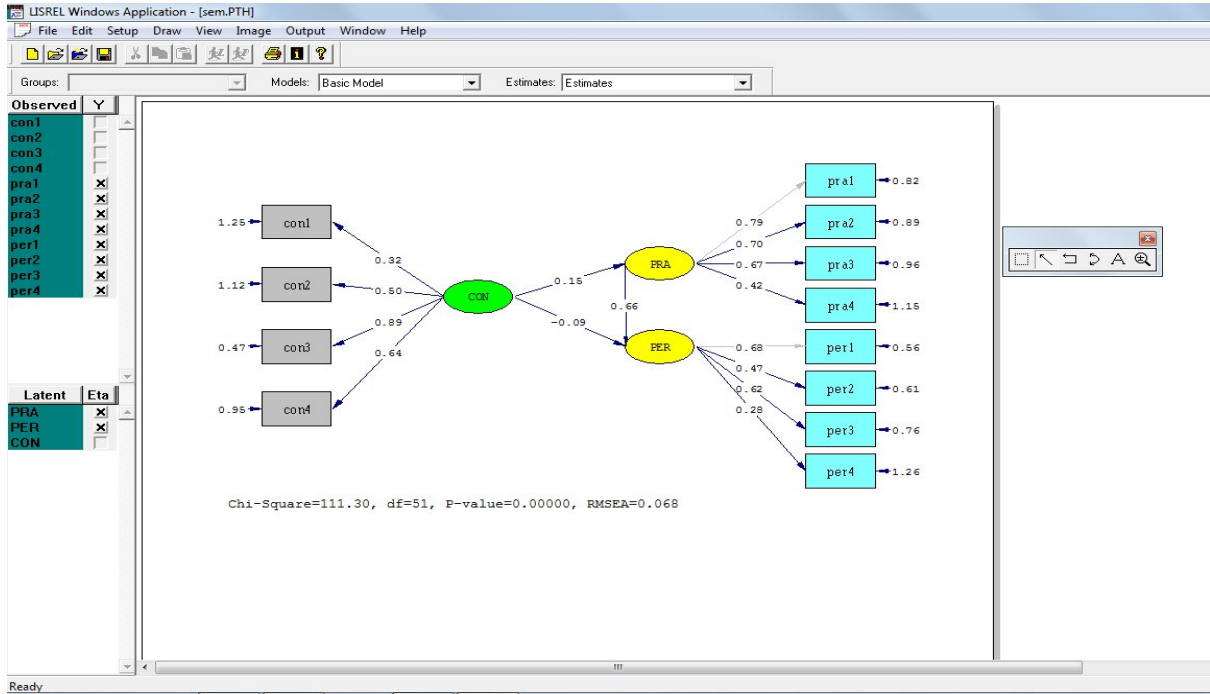 LISREL Windows Application - [sem.PTH]
File Edit Setup Draw View Image Output Window Help
Groups: Models: Basic Model Estimates: Estimates
Observed Y
con1
con2
con3
con4
pra1
pra2
pra3
pra4
per1
per2
per3
per4
Latent Eta
PRA
PER
CON
1.25 con1
1.12 con2
0.47 con3
0.95 con4
0.32
0.50
0.89
0.64
CON
0.15
-0.09
PRA
0.66
PER
0.79
0.70
0.67
0.42
0.68
0.47
0.62
0.28
pra1 0.82
pra2 0.89
pra3 0.96
pra4 1.15
per1 0.56
per2 0.61
per3 0.76
per4 1.26
Chi-Square=111.30, df=51, P-value=0.00000, RMSEA=0.068
A
Ready